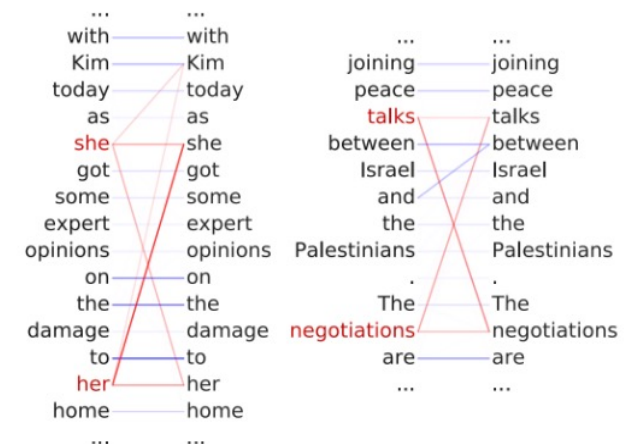 ... ...
with with
Kim Kim
today today
as as
she she
got got
some some
expert expert
opinions opinions
on on
the the
damage damage
to to
her her
home home
... ...
... ...
joining joining
peace peace
talks talks
between between
Israel Israel
and and
the the
Palestinians Palestinians
. .
The The
negotiations negotiations
are are
... ...